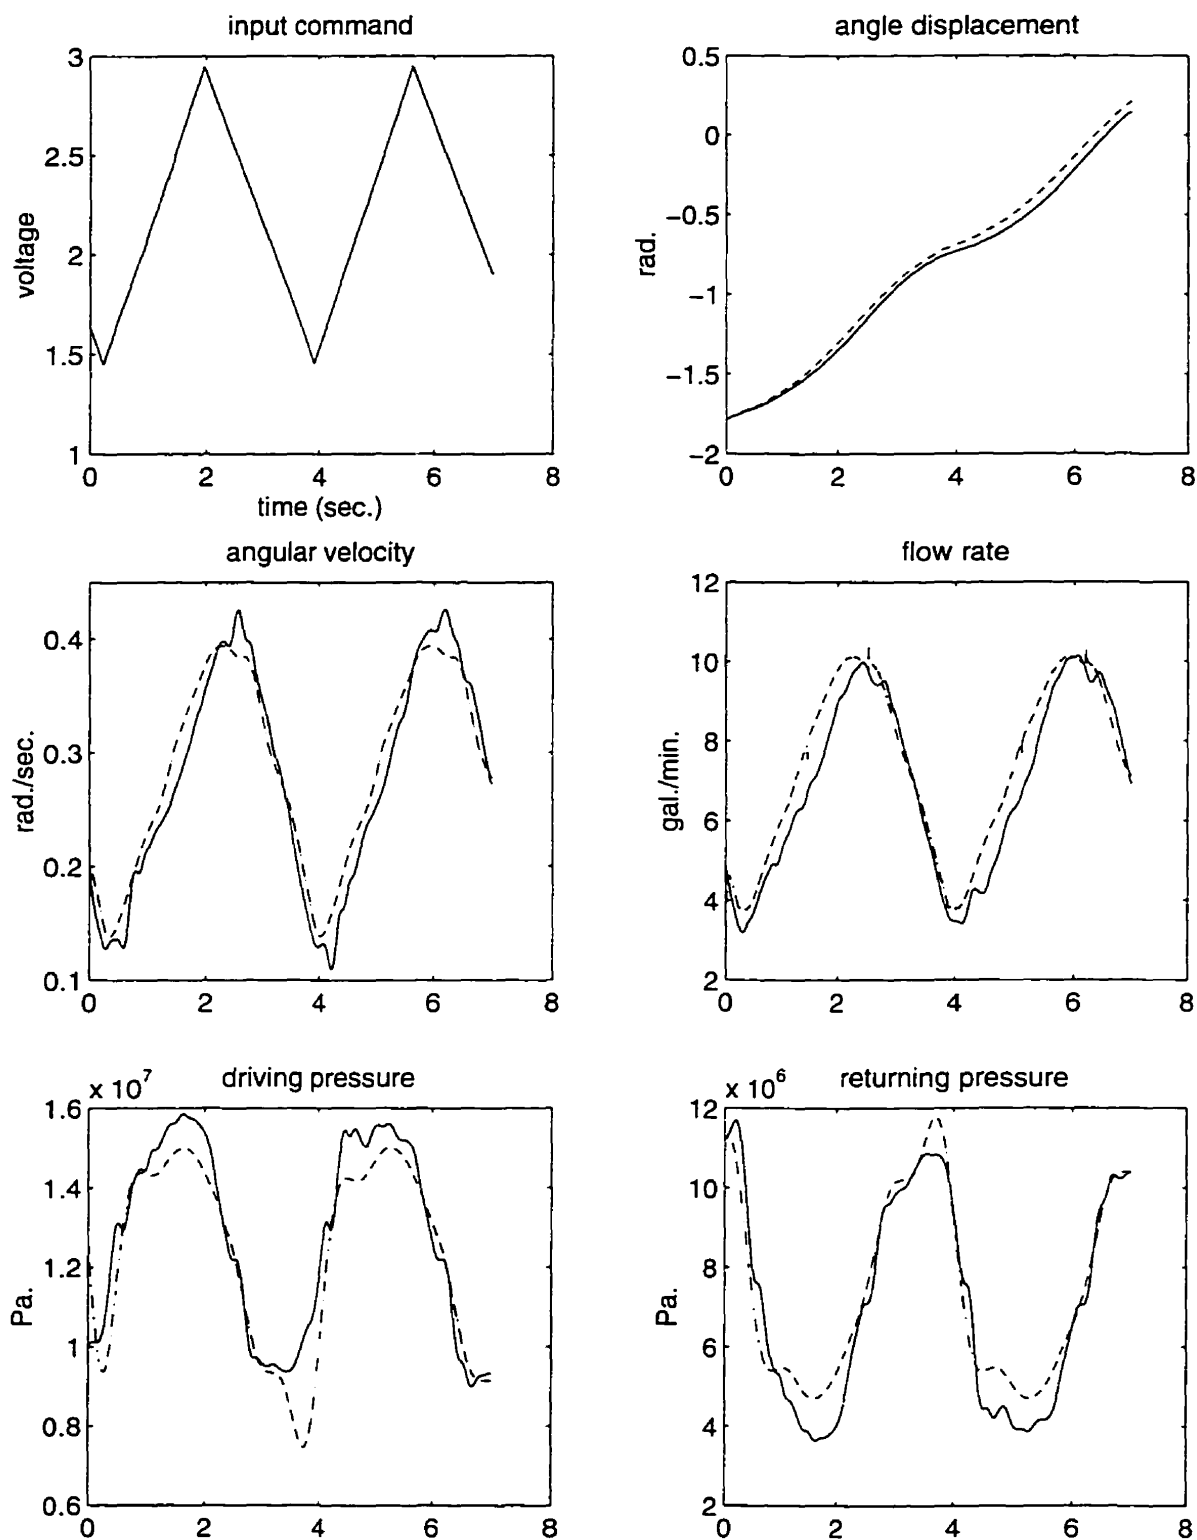 input command
3
2.5
2
1.5
1
voltage
0 2 4 6 8
time (sec.)
angle displacement
0.5
0
−0.5
−1
−1.5
−2
rad.
0 2 4 6 8
angular velocity
0.4
0.3
0.2
0.1
rad./sec.
0 2 4 6 8
flow rate
12
10
8
6
4
2
gal./min.
0 2 4 6 8
driving pressure
x 10^7
1.6
1.4
1.2
1
0.8
0.6
Pa.
0 2 4 6 8
returning pressure
x 10^6
12
10
8
6
4
2
Pa.
0 2 4 6 8